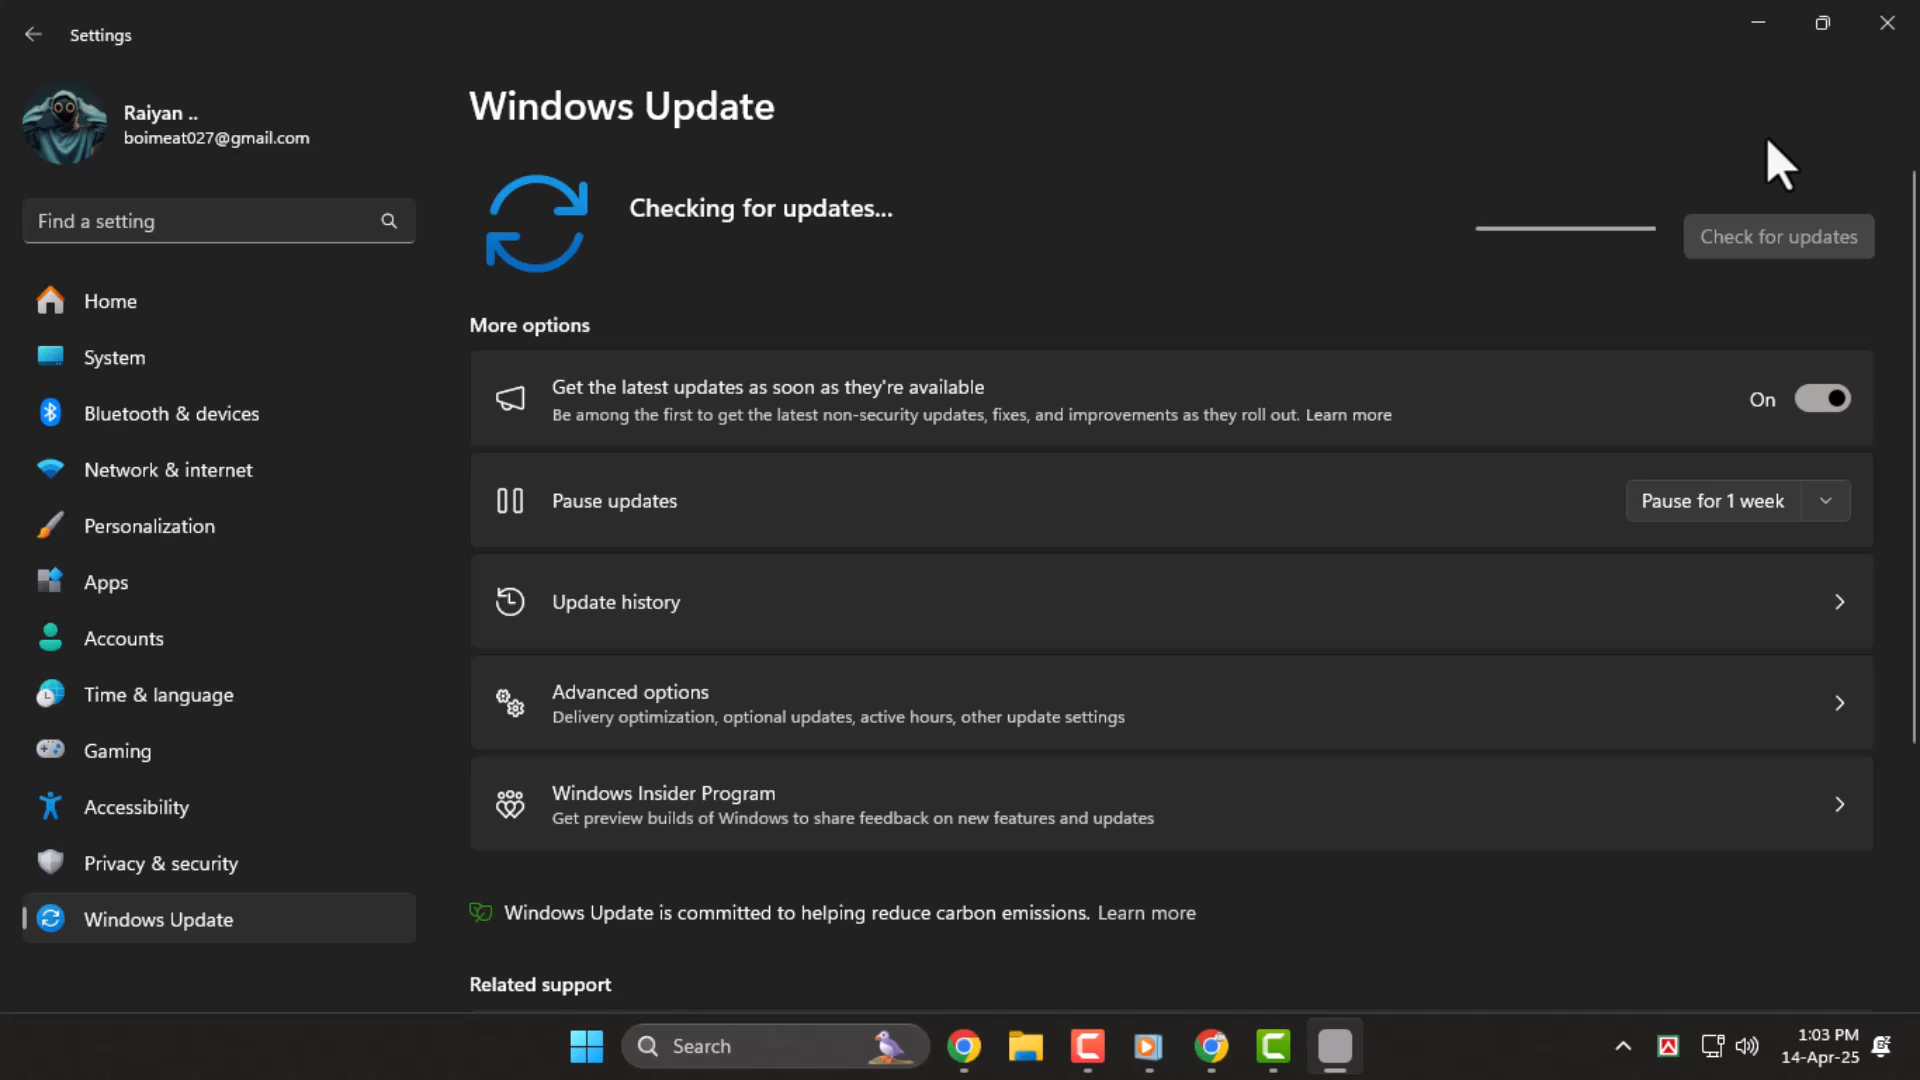 Settings
Raiyan ..
boimeat027@gmail.com
Find a setting
Home
System
Bluetooth & devices
Network & internet
Personalization
Apps
Accounts
Time & language
Gaming
Accessibility
Privacy & security
Windows Update
Windows Update
Checking for updates...
Check for updates
More options
Get the latest updates as soon as they're available
Be among the first to get the latest non-security updates, fixes, and improvements as they roll out. Learn more
On
Pause updates
Pause for 1 week
Update history
Advanced options
Delivery optimization, optional updates, active hours, other update settings
Windows Insider Program
Get preview builds of Windows to share feedback on new features and updates
Windows Update is committed to helping reduce carbon emissions. Learn more
Related support
Search
1:03 PM
14-Apr-25